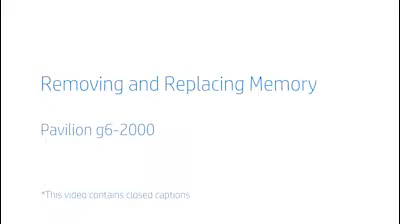 Removing and Replacing Memory
Pavilion g6-2000
*This video contains closed captions